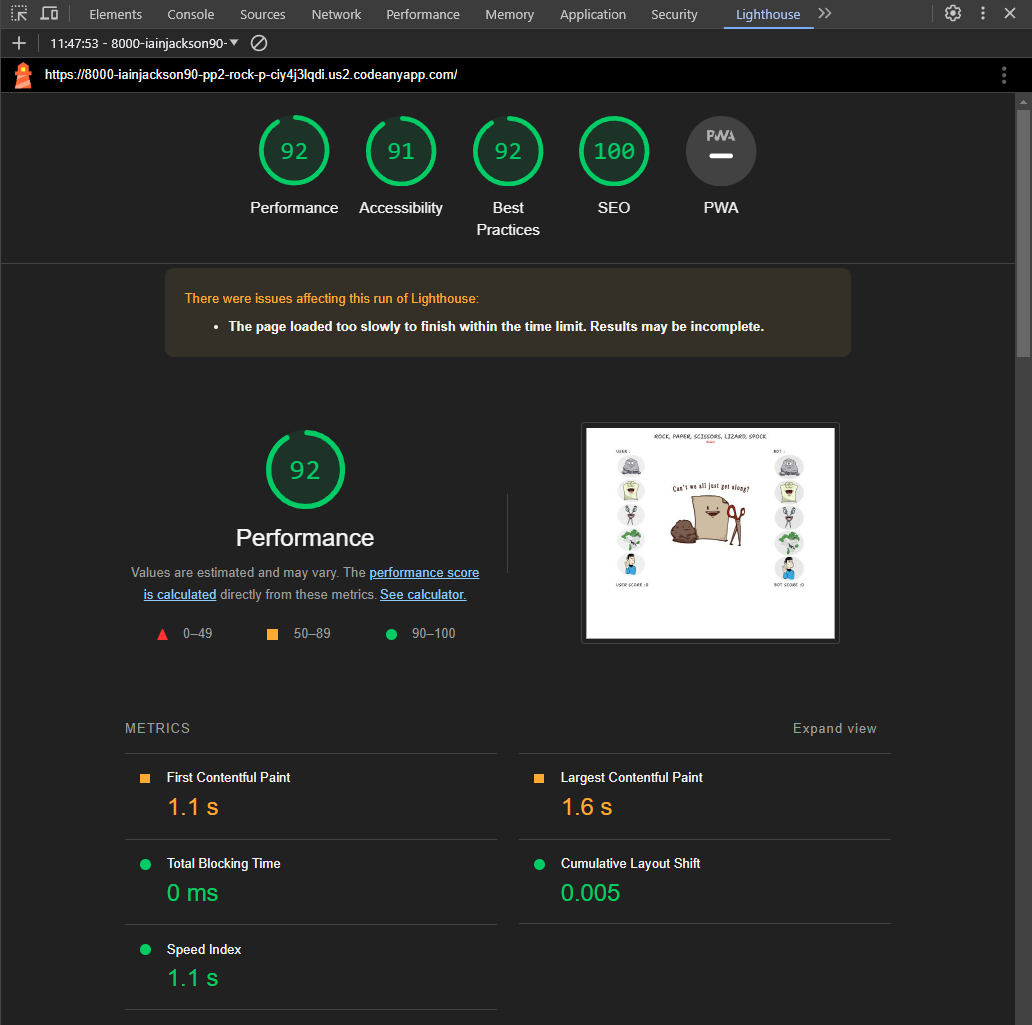 Elements Console Sources Network Performance Memory Application Security Lighthouse
11:47:53 - 8000-iainjackson90-
https://8000-iainjackson90-pp2-rock-p-ciy4j3lqdi.us2.codeanyapp.com/
92 91 92 100 PWA
Performance Accessibility Best Practices SEO PWA
There were issues affecting this run of Lighthouse:
• The page loaded too slowly to finish within the time limit. Results may be incomplete.
92
Performance
Values are estimated and may vary. The performance score
is calculated directly from these metrics. See calculator.
0–49 50–89 90–100
ROCK, PAPER, SCISSORS, LIZARD, SPOCK
USER : BOT :
Can't we all just get along?
USER SCORE :0 BOT SCORE :0
METRICS Expand view
First Contentful Paint
1.1 s
Largest Contentful Paint
1.6 s
Total Blocking Time
0 ms
Cumulative Layout Shift
0.005
Speed Index
1.1 s